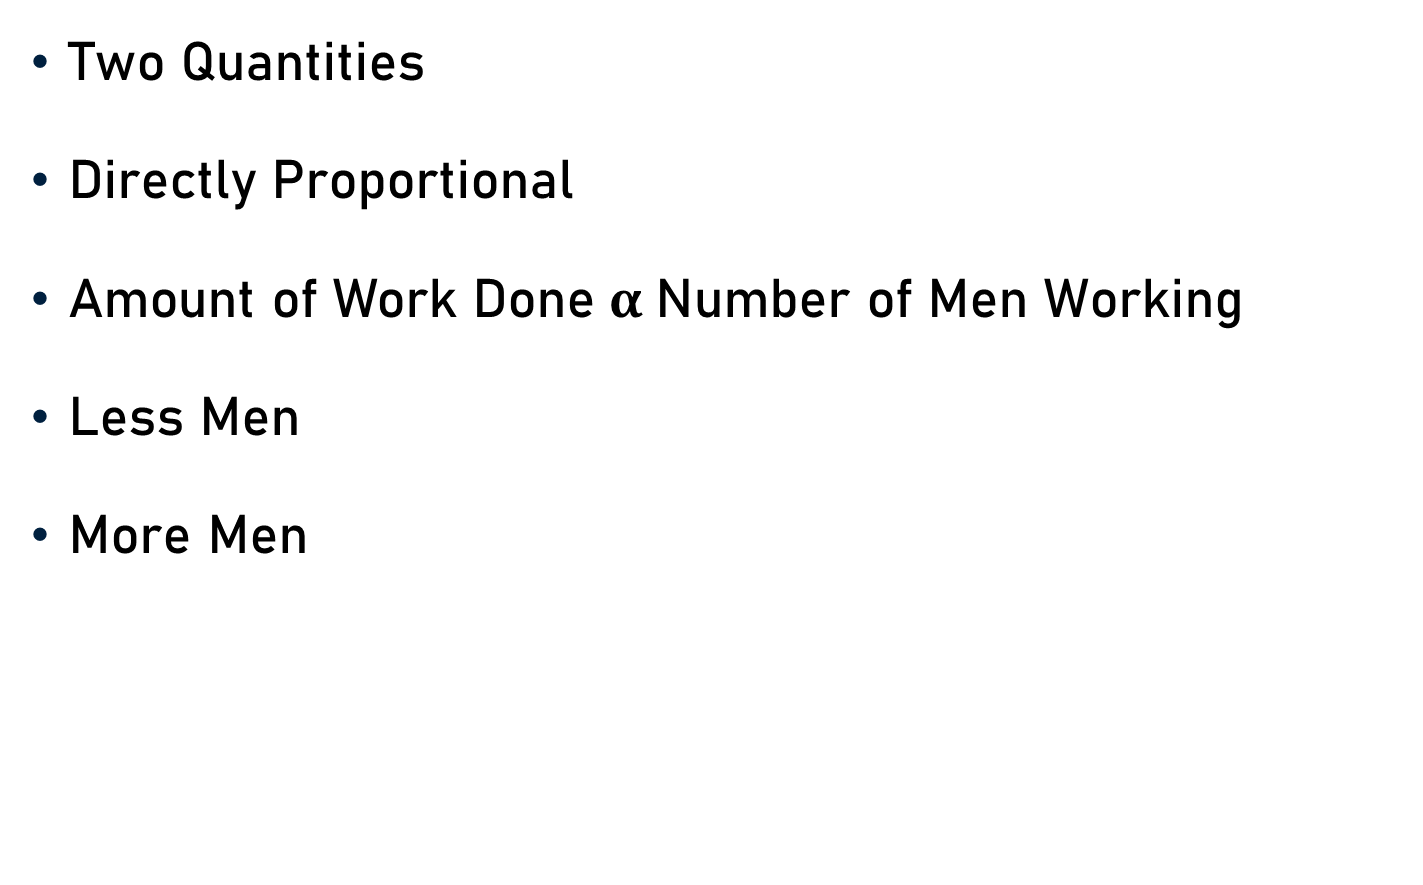 • Two Quantities
• Directly Proportional
• Amount of Work Done α Number of Men Working
• Less Men
• More Men